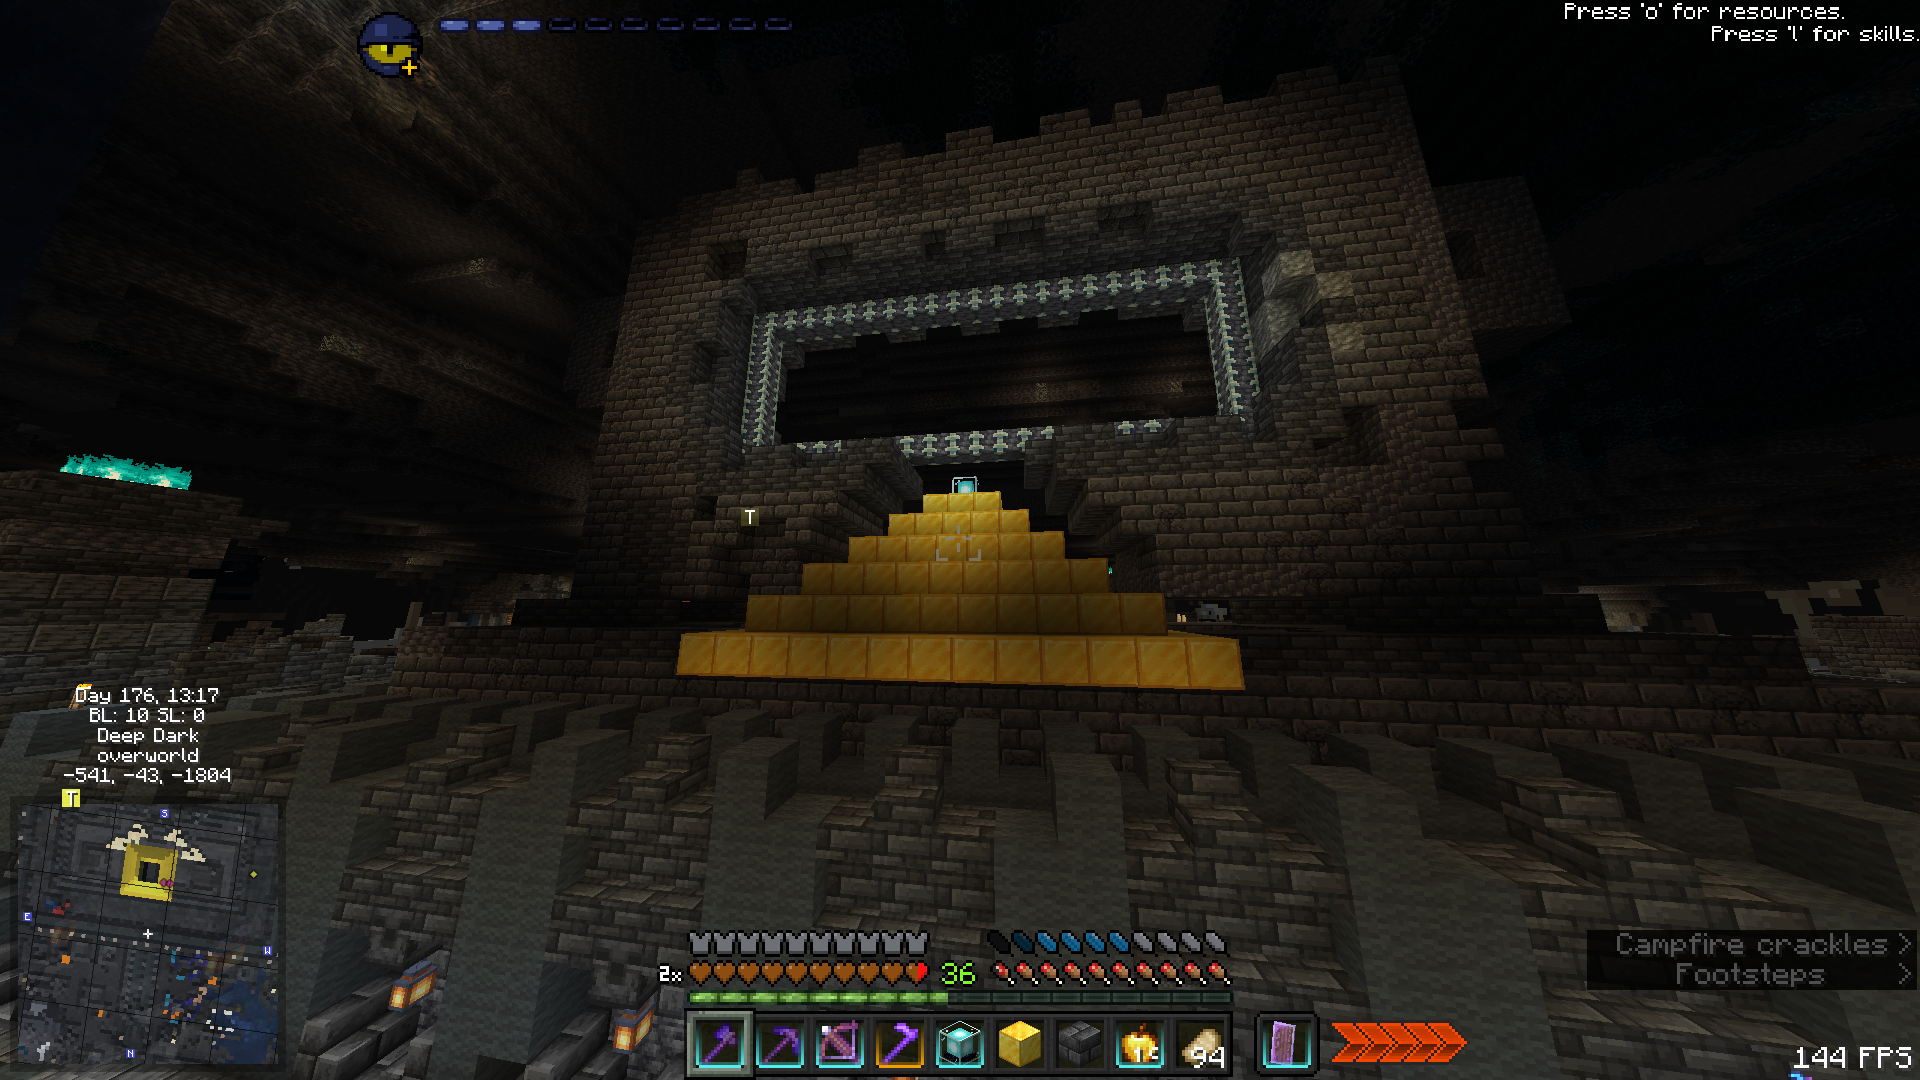 Press 'o' for resources.
Press 'l' for skills.
T
Day 176, 13:17
BL: 10 SL: 0
Deep Dark
overworld
-541, -43, -1804
T
S
E
W
N
Campfire crackles >
Footsteps >
2x
36
94
144 FPS